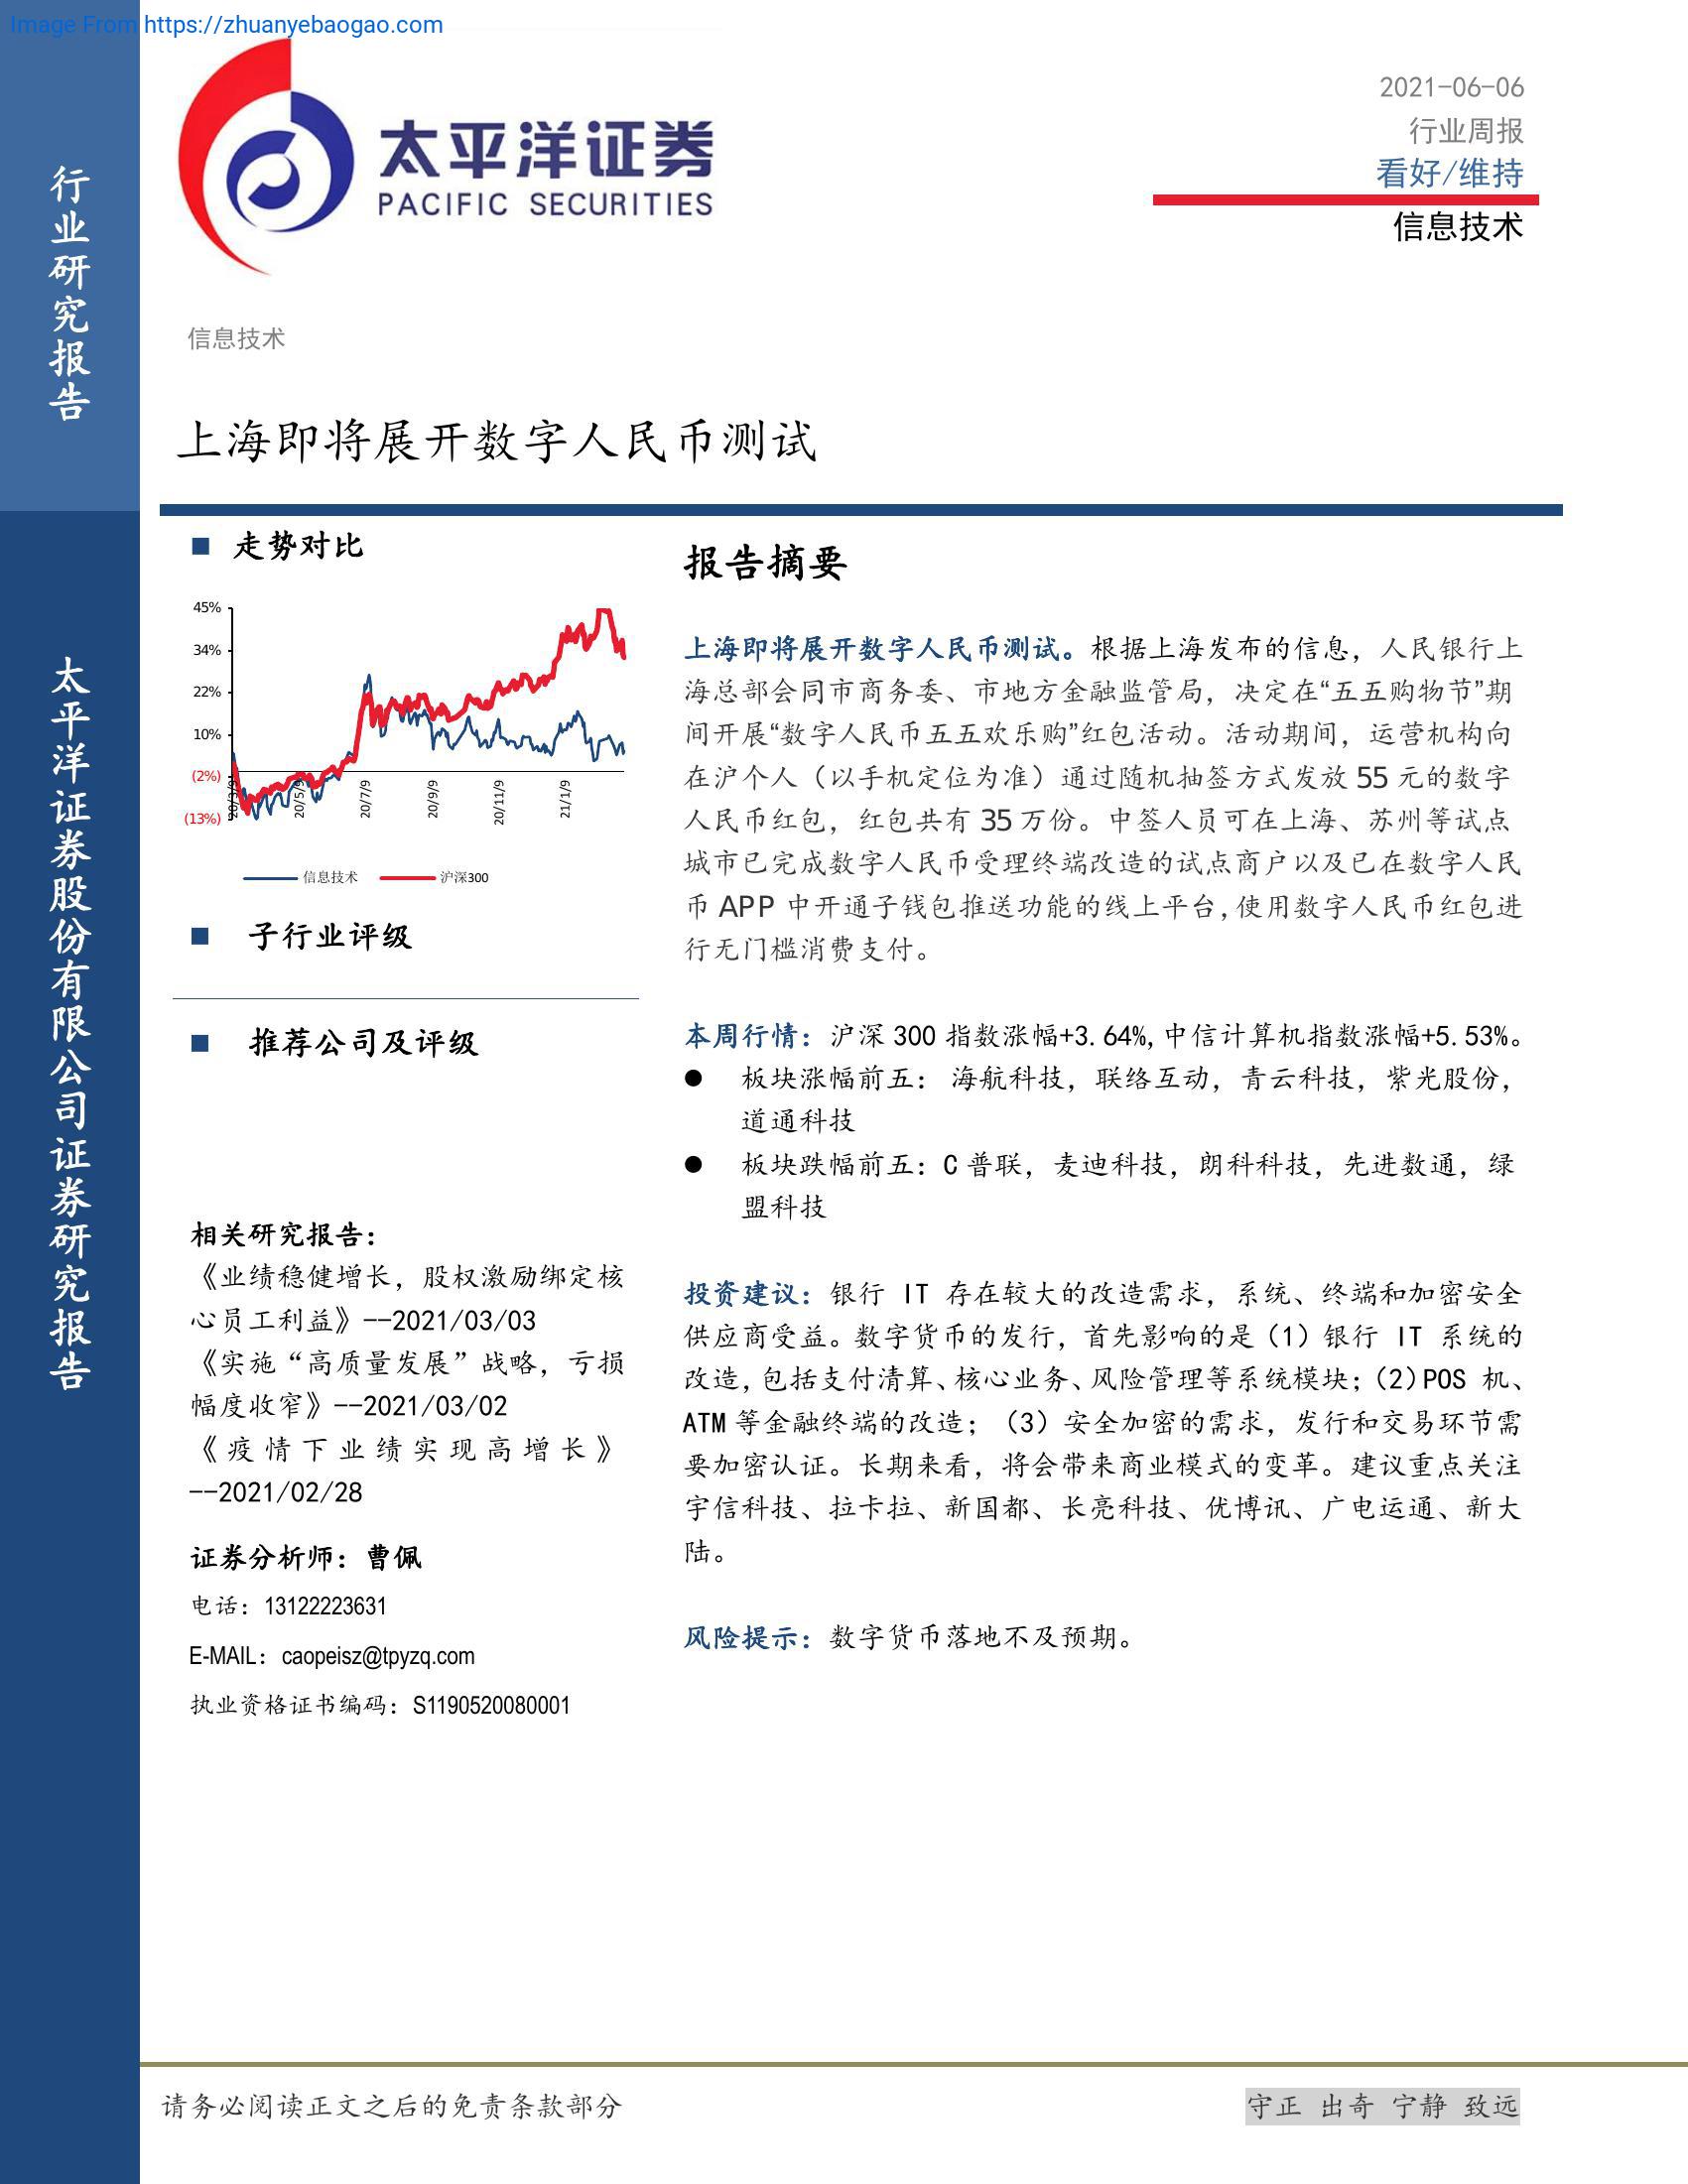 Image From https://zhuanyebaogao.com
行业研究报告
太平洋证券股份有限公司证券研究报告
太平洋证券
PACIFIC SECURITIES
2021-06-06
行业周报
看好/维持
信息技术
信息技术
上海即将展开数字人民币测试
走势对比
45%
34%
22%
10%
(2%)
(13%)
20/3/9
20/5/9
20/7/9
20/9/9
20/11/9
21/1/9
信息技术
沪深300
子行业评级
推荐公司及评级
相关研究报告：
《业绩稳健增长，股权激励绑定核
心员工利益》--2021/03/03
《实施“高质量发展”战略，亏损
幅度收窄》--2021/03/02
《疫情下业绩实现高增长》
--2021/02/28
证券分析师：曹佩
电话：13122223631
E-MAIL：caopeisz@tpyzq.com
执业资格证书编码：S1190520080001
报告摘要
上海即将展开数字人民币测试。根据上海发布的信息，人民银行上
海总部会同市商务委、市地方金融监管局，决定在“五五购物节”期
间开展“数字人民币五五欢乐购”红包活动。活动期间，运营机构向
在沪个人（以手机定位为准）通过随机抽签方式发放 55 元的数字
人民币红包，红包共有 35 万份。中签人员可在上海、苏州等试点
城市已完成数字人民币受理终端改造的试点商户以及已在数字人民
币 APP 中开通子钱包推送功能的线上平台，使用数字人民币红包进
行无门槛消费支付。
本周行情：沪深 300 指数涨幅+3.64%，中信计算机指数涨幅+5.53%。
● 板块涨幅前五： 海航科技，联络互动，青云科技，紫光股份，
道通科技
● 板块跌幅前五：C 普联，麦迪科技，朗科科技，先进数通，绿
盟科技
投资建议：银行 IT 存在较大的改造需求，系统、终端和加密安全
供应商受益。数字货币的发行，首先影响的是（1）银行 IT 系统的
改造，包括支付清算、核心业务、风险管理等系统模块；（2）POS 机、
ATM 等金融终端的改造；（3）安全加密的需求，发行和交易环节需
要加密认证。长期来看，将会带来商业模式的变革。建议重点关注
宇信科技、拉卡拉、新国都、长亮科技、优博讯、广电运通、新大
陆。
风险提示：数字货币落地不及预期。
请务必阅读正文之后的免责条款部分
守正 出奇 宁静 致远